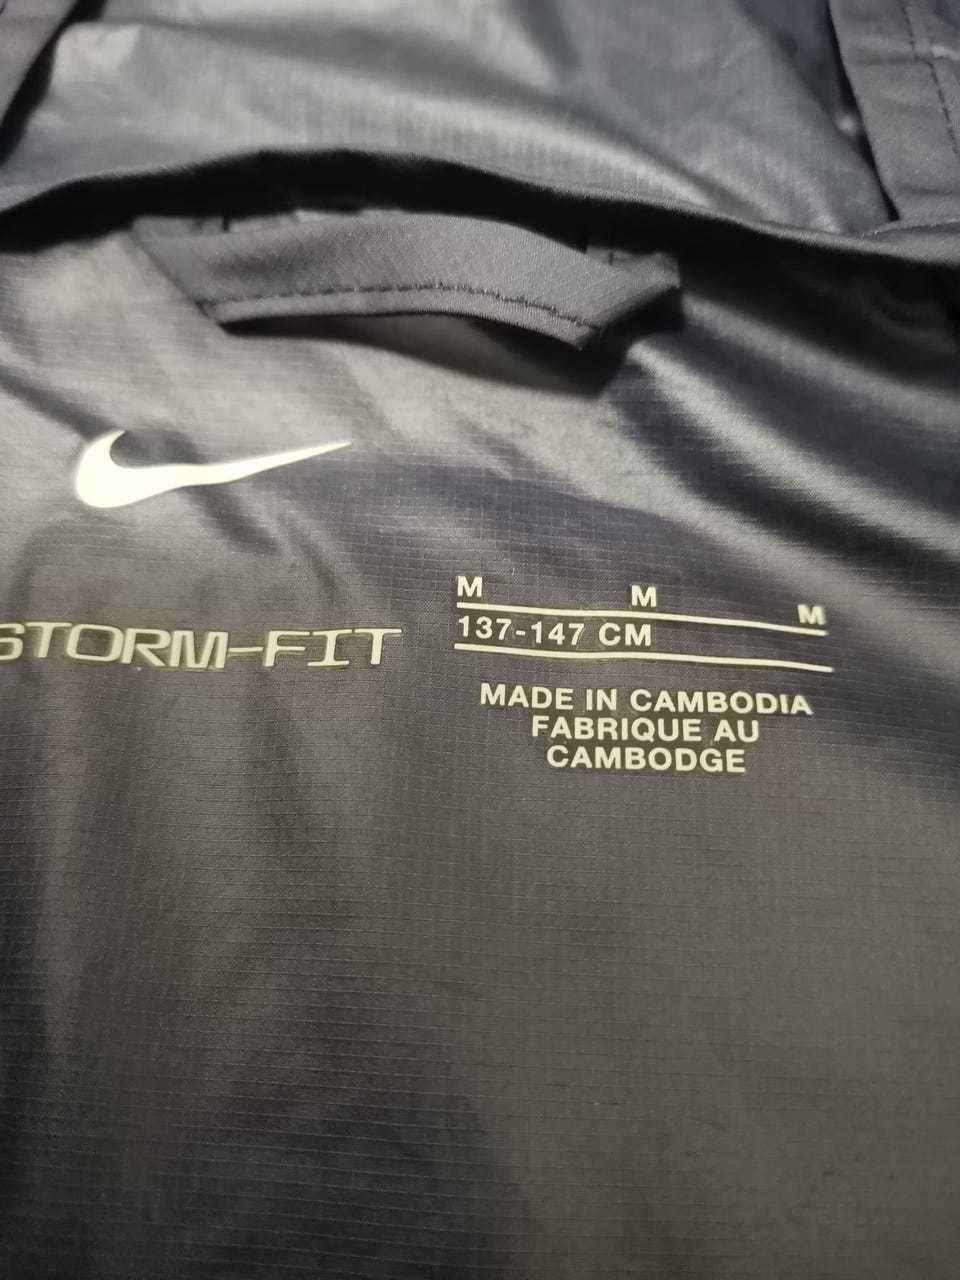 STORM-FIT
M M M
137-147 CM
MADE IN CAMBODIA
FABRIQUE AU
CAMBODGE